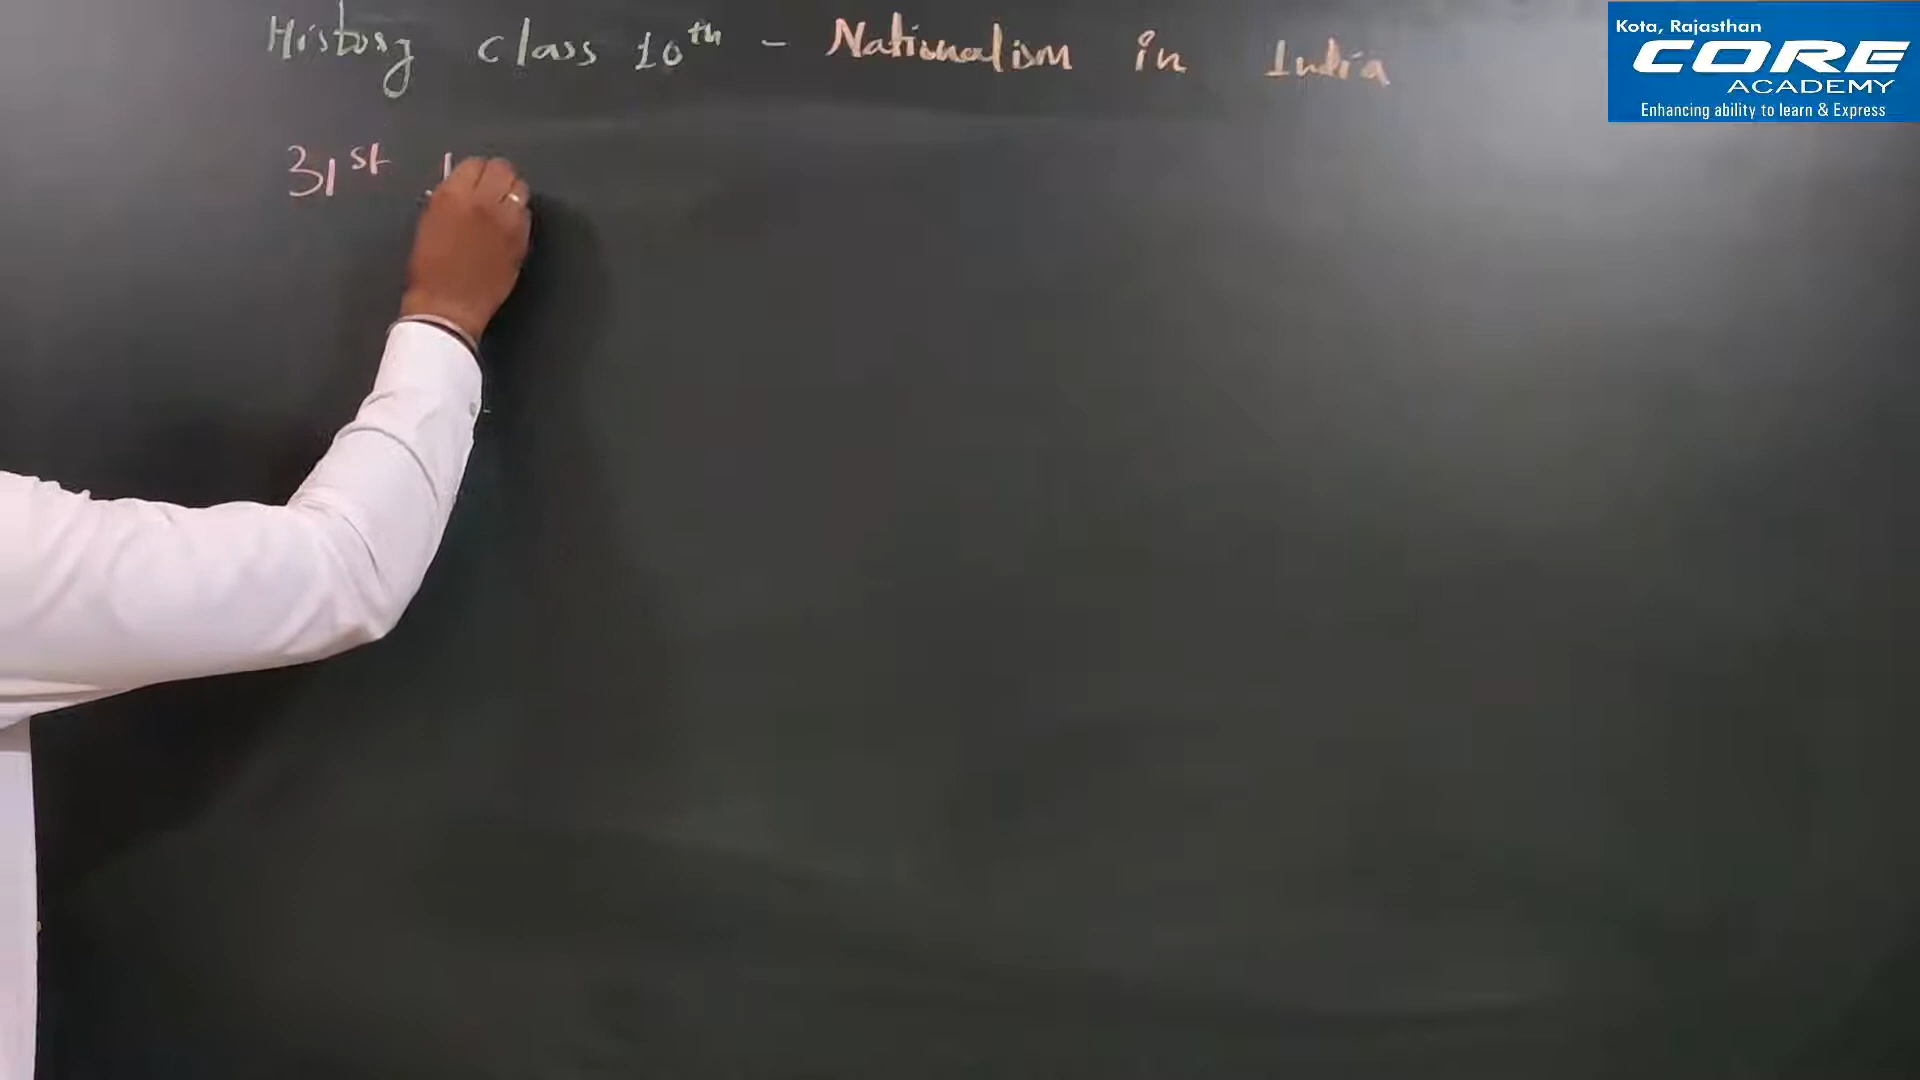 History class 10th - Nationalism in India
31st J
Kota, Rajasthan
CORE
ACADEMY
Enhancing ability to learn & Express